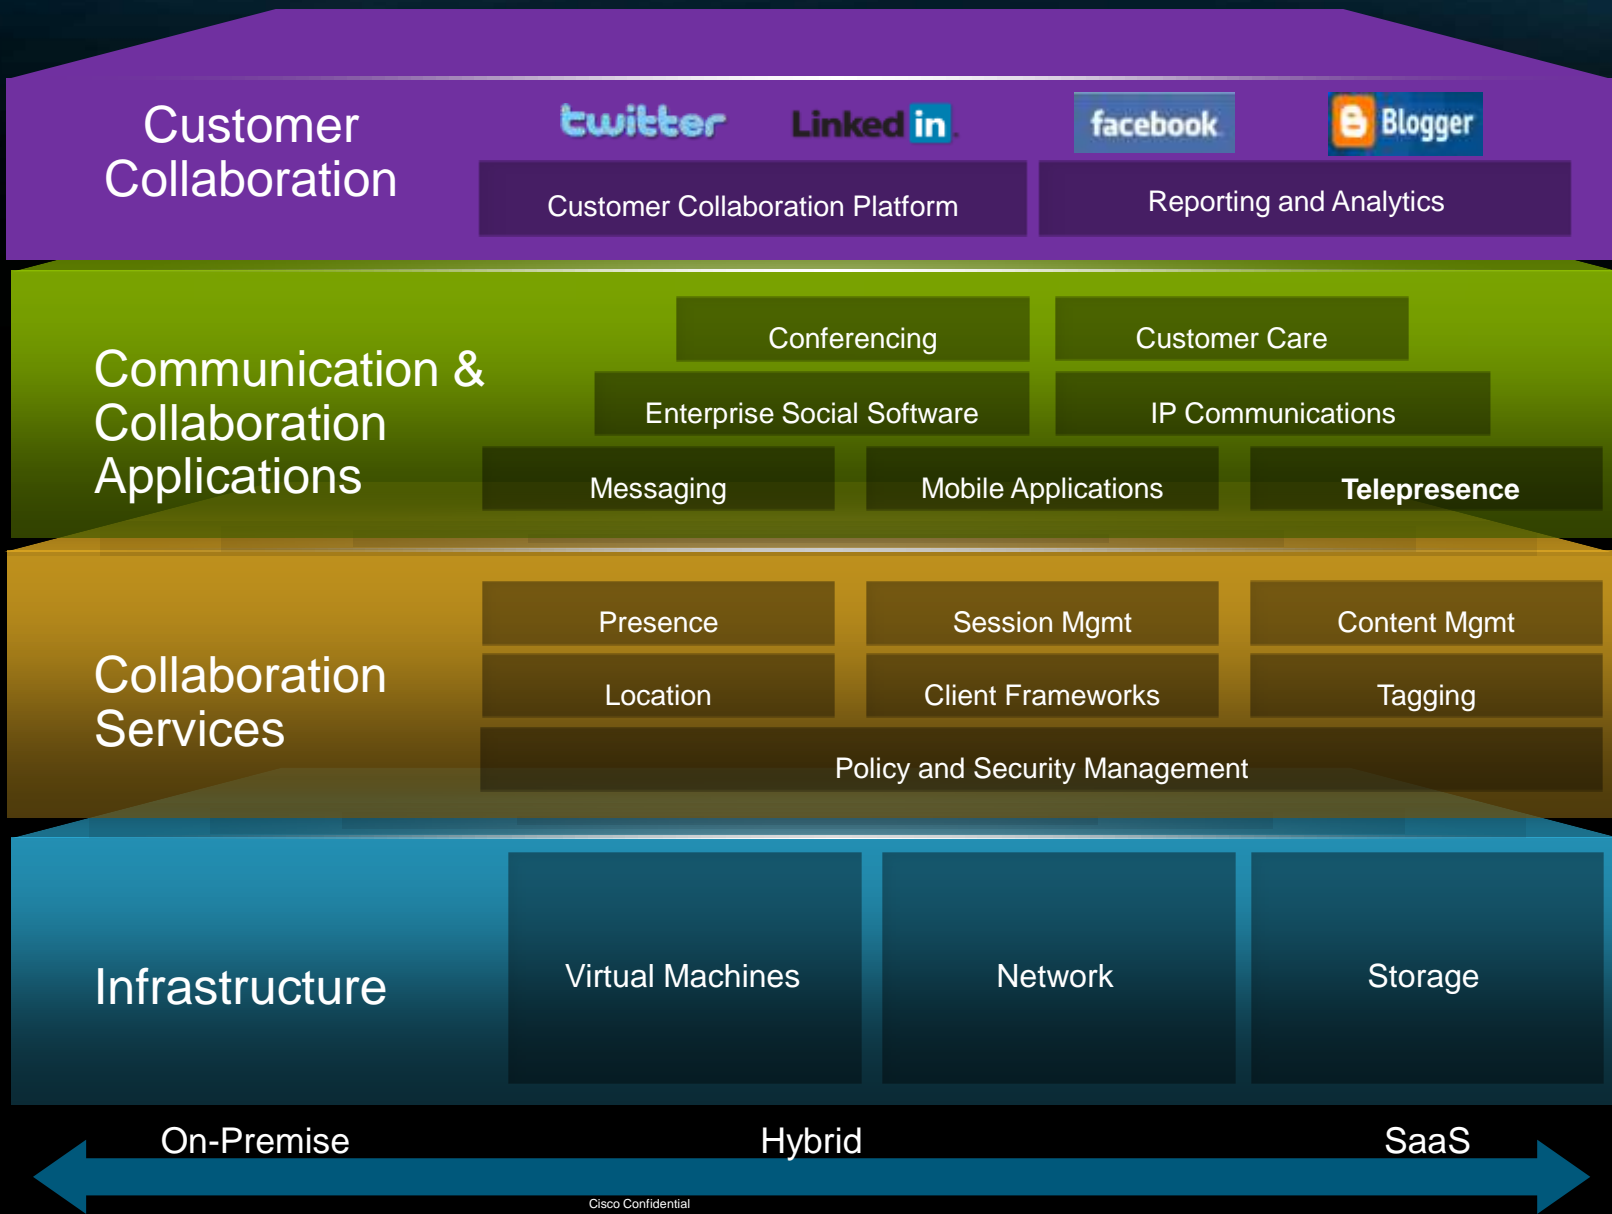 Customer
Collaboration
twitter
Linked in
facebook
Blogger
Customer Collaboration Platform
Reporting and Analytics
Communication &
Collaboration
Applications
Conferencing
Customer Care
Enterprise Social Software
IP Communications
Messaging
Mobile Applications
Telepresence
Collaboration
Services
Presence
Session Mgmt
Content Mgmt
Location
Client Frameworks
Tagging
Policy and Security Management
Infrastructure
Virtual Machines
Network
Storage
On-Premise
Hybrid
SaaS
Cisco Confidential